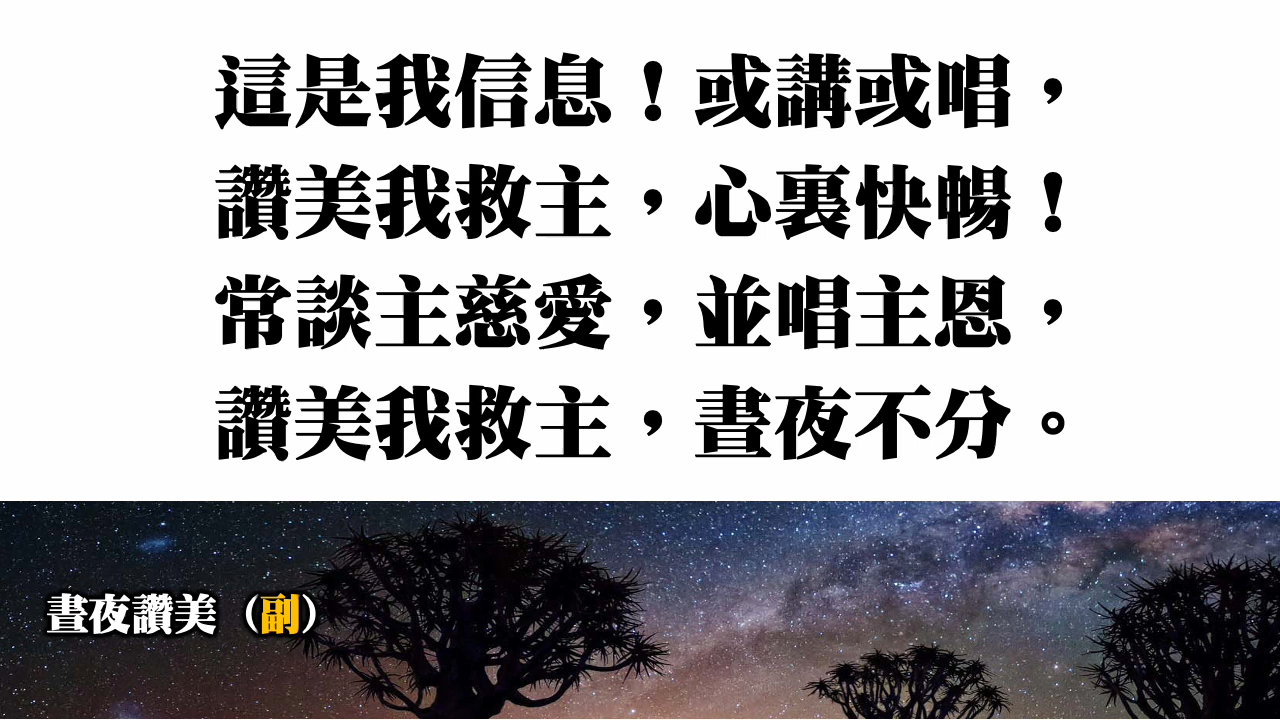 這是我信息！或講或唱，
讚美我救主，心裏快暢！
常談主慈愛，並唱主恩，
讚美我救主，晝夜不分。
晝夜讚美（副）